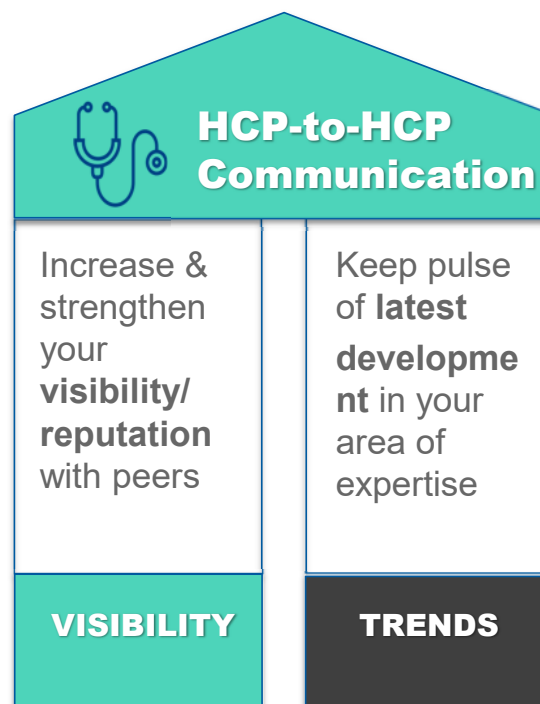 HCP-to-HCP
Communication
Increase &
strengthen
your
visibility/
reputation
with peers
Keep pulse
of latest
developme
nt in your
area of
expertise
VISIBILITY
TRENDS